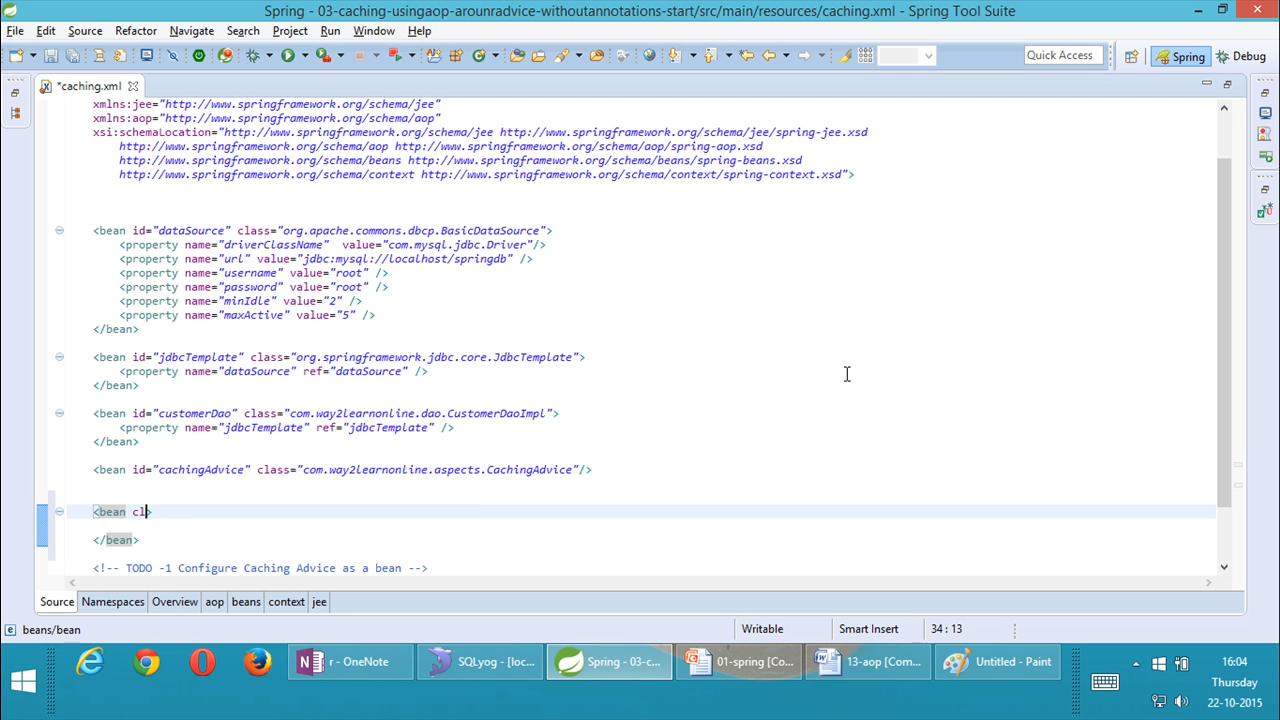 Spring - 03-caching-usingaop-arounradvice-withoutannotations-start/src/main/resources/caching.xml - Spring Tool Suite
File Edit Source Refactor Navigate Search Project Run Window Help
Quick Access Spring Debug
*caching.xml
xmlns:jee="http://www.springframework.org/schema/jee"
xmlns:aop="http://www.springframework.org/schema/aop"
xsi:schemaLocation="http://www.springframework.org/schema/jee http://www.springframework.org/schema/jee/spring-jee.xsd
http://www.springframework.org/schema/aop http://www.springframework.org/schema/aop/spring-aop.xsd
http://www.springframework.org/schema/beans http://www.springframework.org/schema/beans/spring-beans.xsd
http://www.springframework.org/schema/context http://www.springframework.org/schema/context/spring-context.xsd">
<bean id="dataSource" class="org.apache.commons.dbcp.BasicDataSource">
<property name="driverClassName" value="com.mysql.jdbc.Driver"/>
<property name="url" value="jdbc:mysql://localhost/springdb" />
<property name="username" value="root" />
<property name="password" value="root" />
<property name="minIdle" value="2" />
<property name="maxActive" value="5" />
</bean>
<bean id="jdbcTemplate" class="org.springframework.jdbc.core.JdbcTemplate">
<property name="dataSource" ref="dataSource" />
</bean>
<bean id="customerDao" class="com.way2learnonline.dao.CustomerDaoImpl">
<property name="jdbcTemplate" ref="jdbcTemplate" />
</bean>
<bean id="cachingAdvice" class="com.way2learnonline.aspects.CachingAdvice"/>
<bean cl>
</bean>
<!-- TODO -1 Configure Caching Advice as a bean -->
Source Namespaces Overview aop beans context jee
beans/bean Writable Smart Insert 34 : 13
r - OneNote SQLyog - [loc... Spring - 03-c... 01-spring [Co... 13-aop [Com... Untitled - Paint
16:04
Thursday
22-10-2015